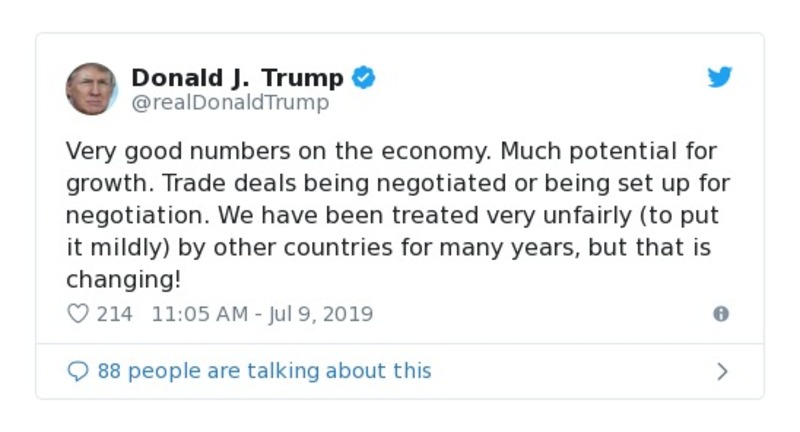 Donald J. Trump
@realDonaldTrump
Very good numbers on the economy. Much potential for
growth. Trade deals being negotiated or being set up for
negotiation. We have been treated very unfairly (to put
it mildly) by other countries for many years, but that is
changing!
214 11:05 AM - Jul 9, 2019
88 people are talking about this